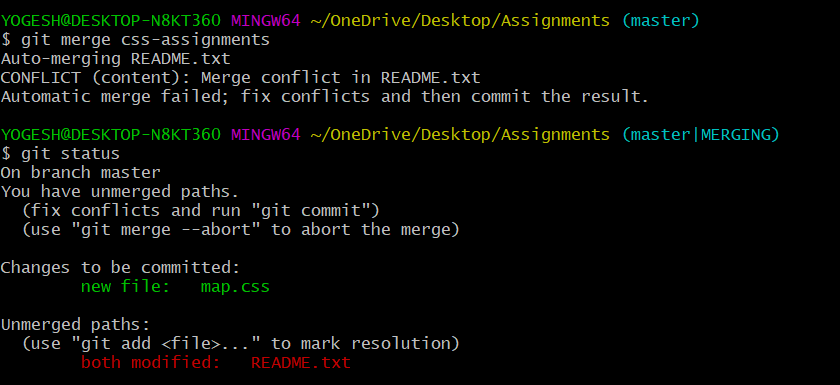 YOGESH@DESKTOP-N8KT360 MINGW64 ~/OneDrive/Desktop/Assignments (master)
$ git merge css-assignments
Auto-merging README.txt
CONFLICT (content): Merge conflict in README.txt
Automatic merge failed; fix conflicts and then commit the result.
YOGESH@DESKTOP-N8KT360 MINGW64 ~/OneDrive/Desktop/Assignments (master|MERGING)
$ git status
On branch master
You have unmerged paths.
(fix conflicts and run "git commit")
(use "git merge --abort" to abort the merge)
Changes to be committed:
new file: map.css
Unmerged paths:
(use "git add <file>..." to mark resolution)
both modified: README.txt